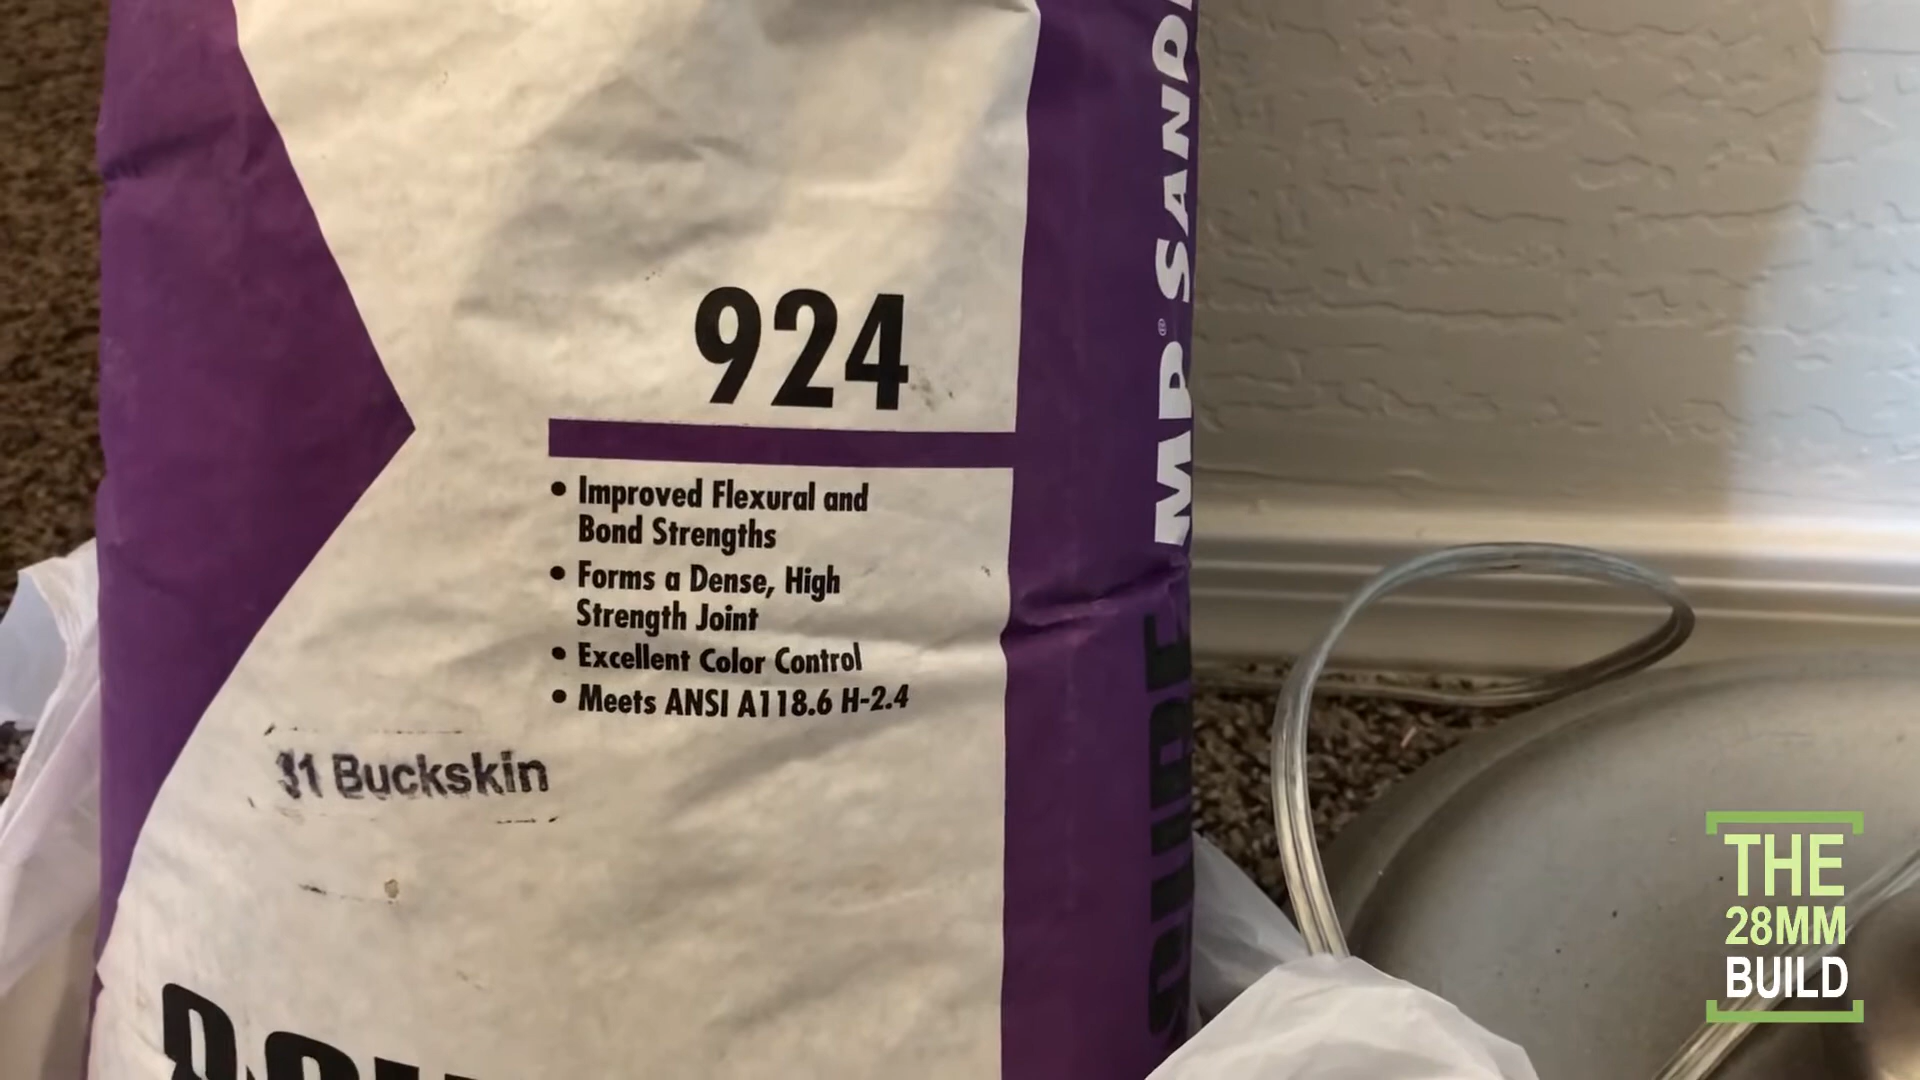 924
• Improved Flexural and
Bond Strengths
• Forms a Dense, High
Strength Joint
• Excellent Color Control
• Meets ANSI A118.6 H-2.4
31 Buckskin
MP® SAND
THE
28MM
BUILD